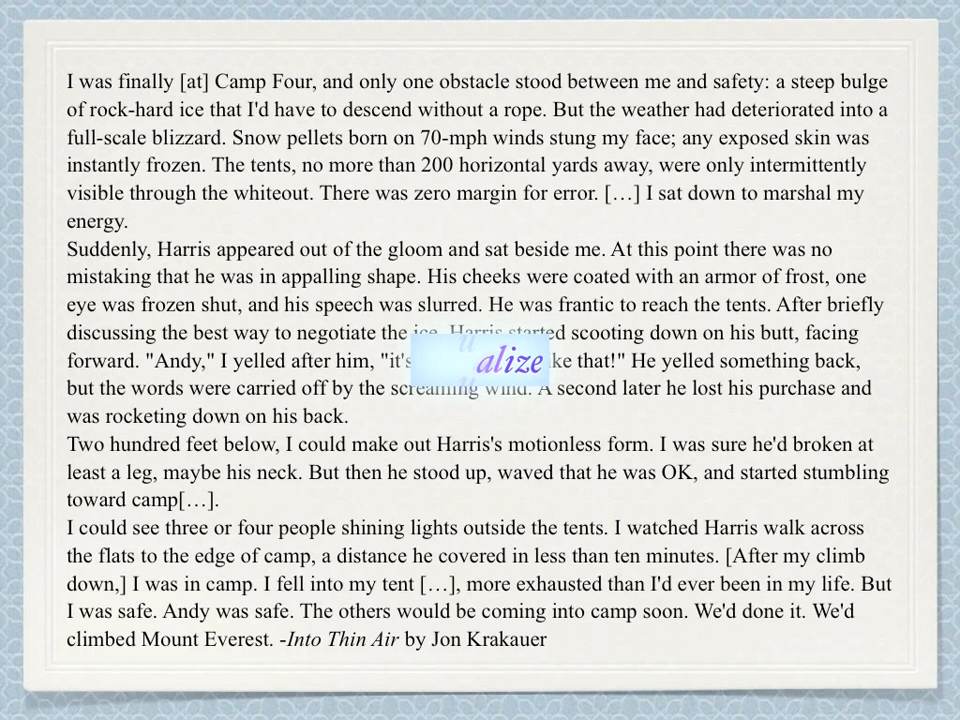 I was finally [at] Camp Four, and only one obstacle stood between me and safety: a steep bulge
of rock-hard ice that I'd have to descend without a rope. But the weather had deteriorated into a
full-scale blizzard. Snow pellets born on 70-mph winds stung my face; any exposed skin was
instantly frozen. The tents, no more than 200 horizontal yards away, were only intermittently
visible through the whiteout. There was zero margin for error. […] I sat down to marshal my
energy.
Suddenly, Harris appeared out of the gloom and sat beside me. At this point there was no
mistaking that he was in appalling shape. His cheeks were coated with an armor of frost, one
eye was frozen shut, and his speech was slurred. He was frantic to reach the tents. After briefly
discussing the best way to negotiate the ice, Harris started scooting down on his butt, facing
forward. "Andy," I yelled after him, "it's alize that!" He yelled something back,
but the words were carried off by the screaming wind. A second later he lost his purchase and
was rocketing down on his back.
Two hundred feet below, I could make out Harris's motionless form. I was sure he'd broken at
least a leg, maybe his neck. But then he stood up, waved that he was OK, and started stumbling
toward camp[…].
I could see three or four people shining lights outside the tents. I watched Harris walk across
the flats to the edge of camp, a distance he covered in less than ten minutes. [After my climb
down,] I was in camp. I fell into my tent […], more exhausted than I'd ever been in my life. But
I was safe. Andy was safe. The others would be coming into camp soon. We'd done it. We'd
climbed Mount Everest. -Into Thin Air by Jon Krakauer